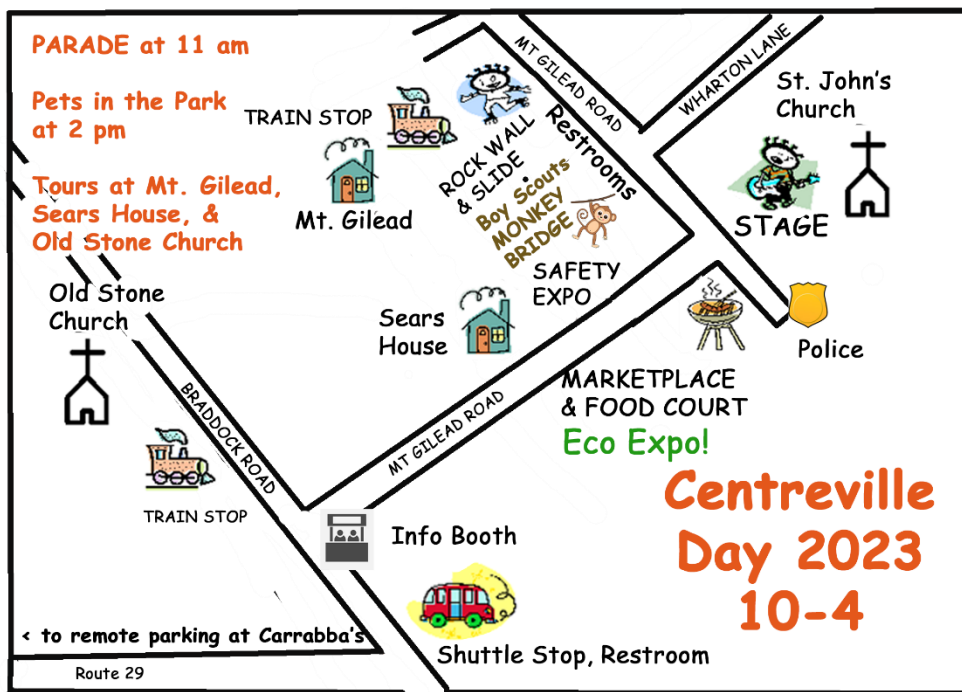 PARADE at 11 am
Pets in the Park
at 2 pm
Tours at Mt. Gilead,
Sears House, &
Old Stone Church
TRAIN STOP
Mt. Gilead
ROCK WALL
& SLIDE
Boy Scouts
MONKEY
BRIDGE
Restrooms
MT GILEAD ROAD
WHARTON LANE
St. John's
Church
STAGE
SAFETY
EXPO
Sears
House
Old Stone
Church
BRADDOCK ROAD
TRAIN STOP
MT GILEAD ROAD
Police
MARKETPLACE
& FOOD COURT
Eco Expo!
Centreville
Day 2023
10-4
Info Booth
Shuttle Stop, Restroom
< to remote parking at Carrabba's
Route 29